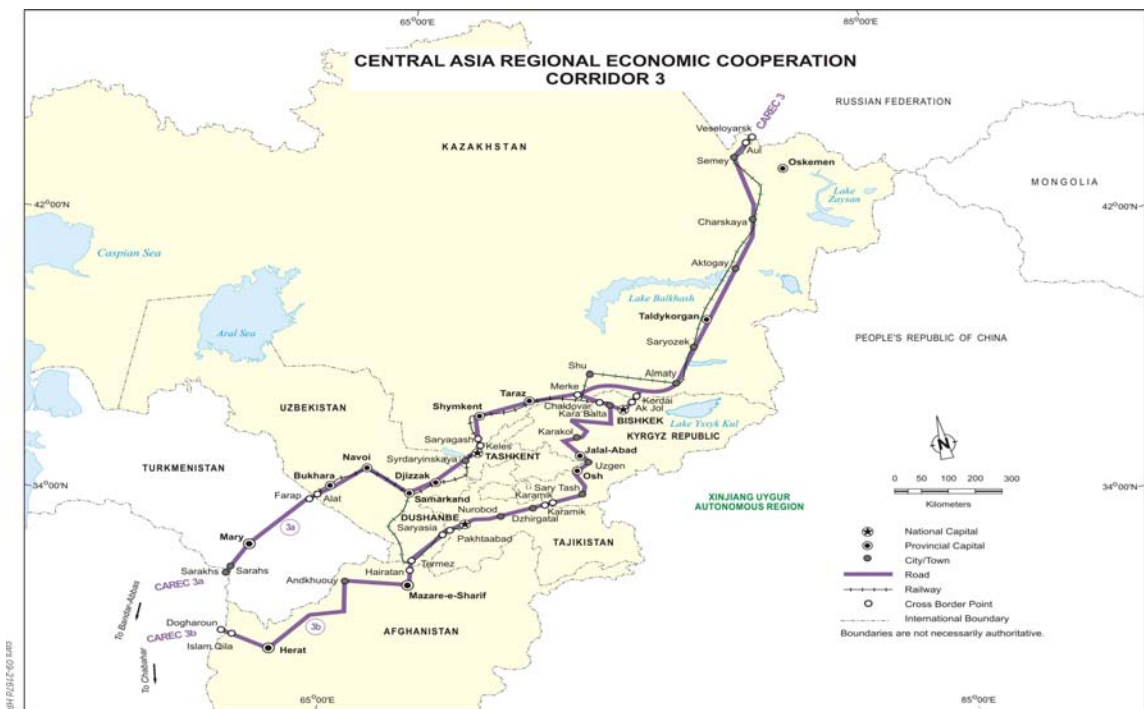 65°00'E
85°00'E
CENTRAL ASIA REGIONAL ECONOMIC COOPERATION
CORRIDOR 3
RUSSIAN FEDERATION
CAREC 3
Veseloyarsk
Aul
Semey
Oskemen
KAZAKHSTAN
MONGOLIA
Lake
Zaysan
42°00'N
42°00'N
Charskaya
Caspian Sea
Aktogay
Lake Balkhash
Aral Sea
Taldykorgan
PEOPLE'S REPUBLIC OF CHINA
Saryozek
Shu
Almaty
Merke
Taraz
Kordai
Chaldovar
Ak Jol
Kara Balta
UZBEKISTAN
Shymkent
BISHKEK
Lake Yssyk Kul
Karakol
KYRGYZ REPUBLIC
Saryagash
Keles
Syrdaryinskaya
TASHKENT
Jalal-Abad
Uzgen
TURKMENISTAN
Navoi
Djizzak
Osh
Bukhara
Sary Tash
34°00'N
34°00'N
Farap
Alat
Samarkand
Karamik
Karamik
Nurobod
Dzhirgatal
DUSHANBE
Saryasia
Pakhtaabad
XINJIANG UYGUR
AUTONOMOUS REGION
TAJIKISTAN
3a
Mary
Termez
Hairatan
Sarakhs
Sarahs
Andkhuouy
CAREC 3a
Mazare-e-Sharif
To Bandar-Abbas
Dogharoun
CAREC 3b
3b
Islam Qila
Herat
AFGHANISTAN
To Chabahar
65°00'E
85°00'E
N
0 50 100 200 300
Kilometers
National Capital
Provincial Capital
City/Town
Road
Railway
Cross Border Point
International Boundary
Boundaries are not necessarily authoritative.